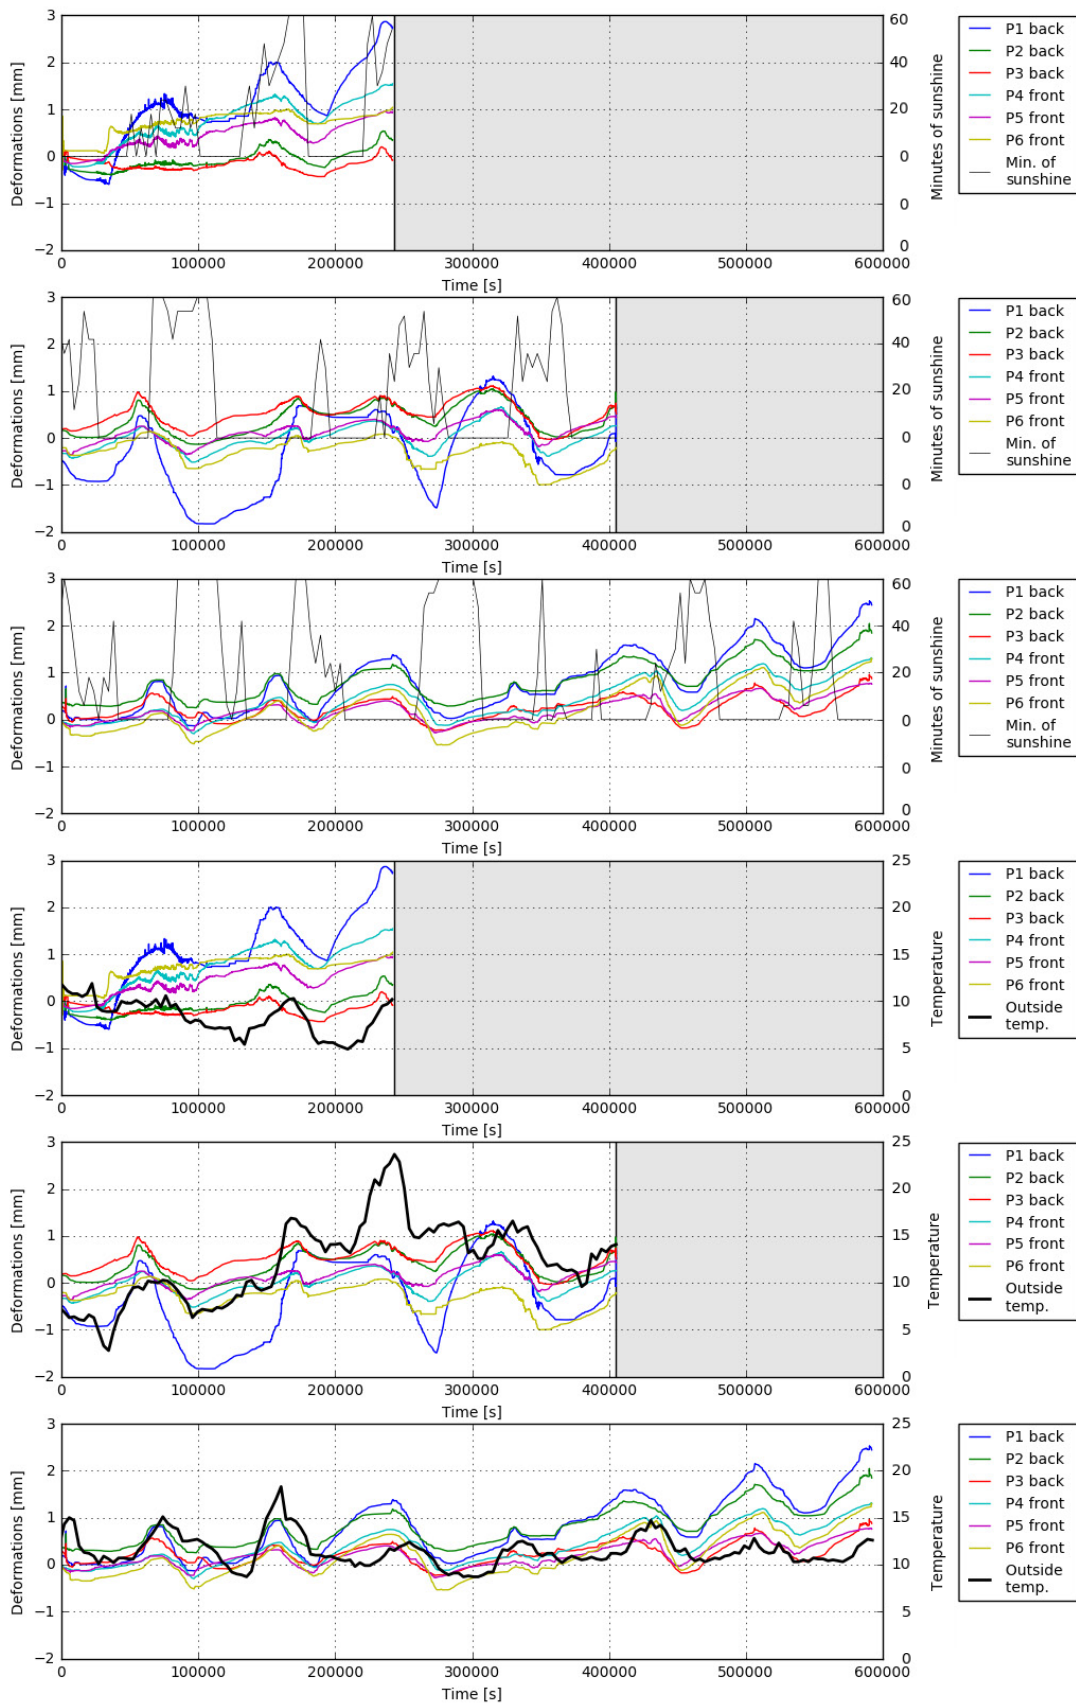 3
2
1
0
−1
−2
Deformations [mm]
0
100000
200000
300000
400000
500000
600000
Time [s]
60
40
20
0
0
0
Minutes of sunshine
P1 back
P2 back
P3 back
P4 front
P5 front
P6 front
Min. of
sunshine
3
2
1
0
−1
−2
Deformations [mm]
0
100000
200000
300000
400000
500000
600000
Time [s]
60
40
20
0
0
0
Minutes of sunshine
P1 back
P2 back
P3 back
P4 front
P5 front
P6 front
Min. of
sunshine
3
2
1
0
−1
−2
Deformations [mm]
0
100000
200000
300000
400000
500000
600000
Time [s]
60
40
20
0
0
0
Minutes of sunshine
P1 back
P2 back
P3 back
P4 front
P5 front
P6 front
Min. of
sunshine
3
2
1
0
−1
−2
Deformations [mm]
0
100000
200000
300000
400000
500000
600000
Time [s]
25
20
15
10
5
0
Temperature
P1 back
P2 back
P3 back
P4 front
P5 front
P6 front
Outside
temp.
3
2
1
0
−1
−2
Deformations [mm]
0
100000
200000
300000
400000
500000
600000
Time [s]
25
20
15
10
5
0
Temperature
P1 back
P2 back
P3 back
P4 front
P5 front
P6 front
Outside
temp.
3
2
1
0
−1
−2
Deformations [mm]
0
100000
200000
300000
400000
500000
600000
Time [s]
25
20
15
10
5
0
Temperature
P1 back
P2 back
P3 back
P4 front
P5 front
P6 front
Outside
temp.